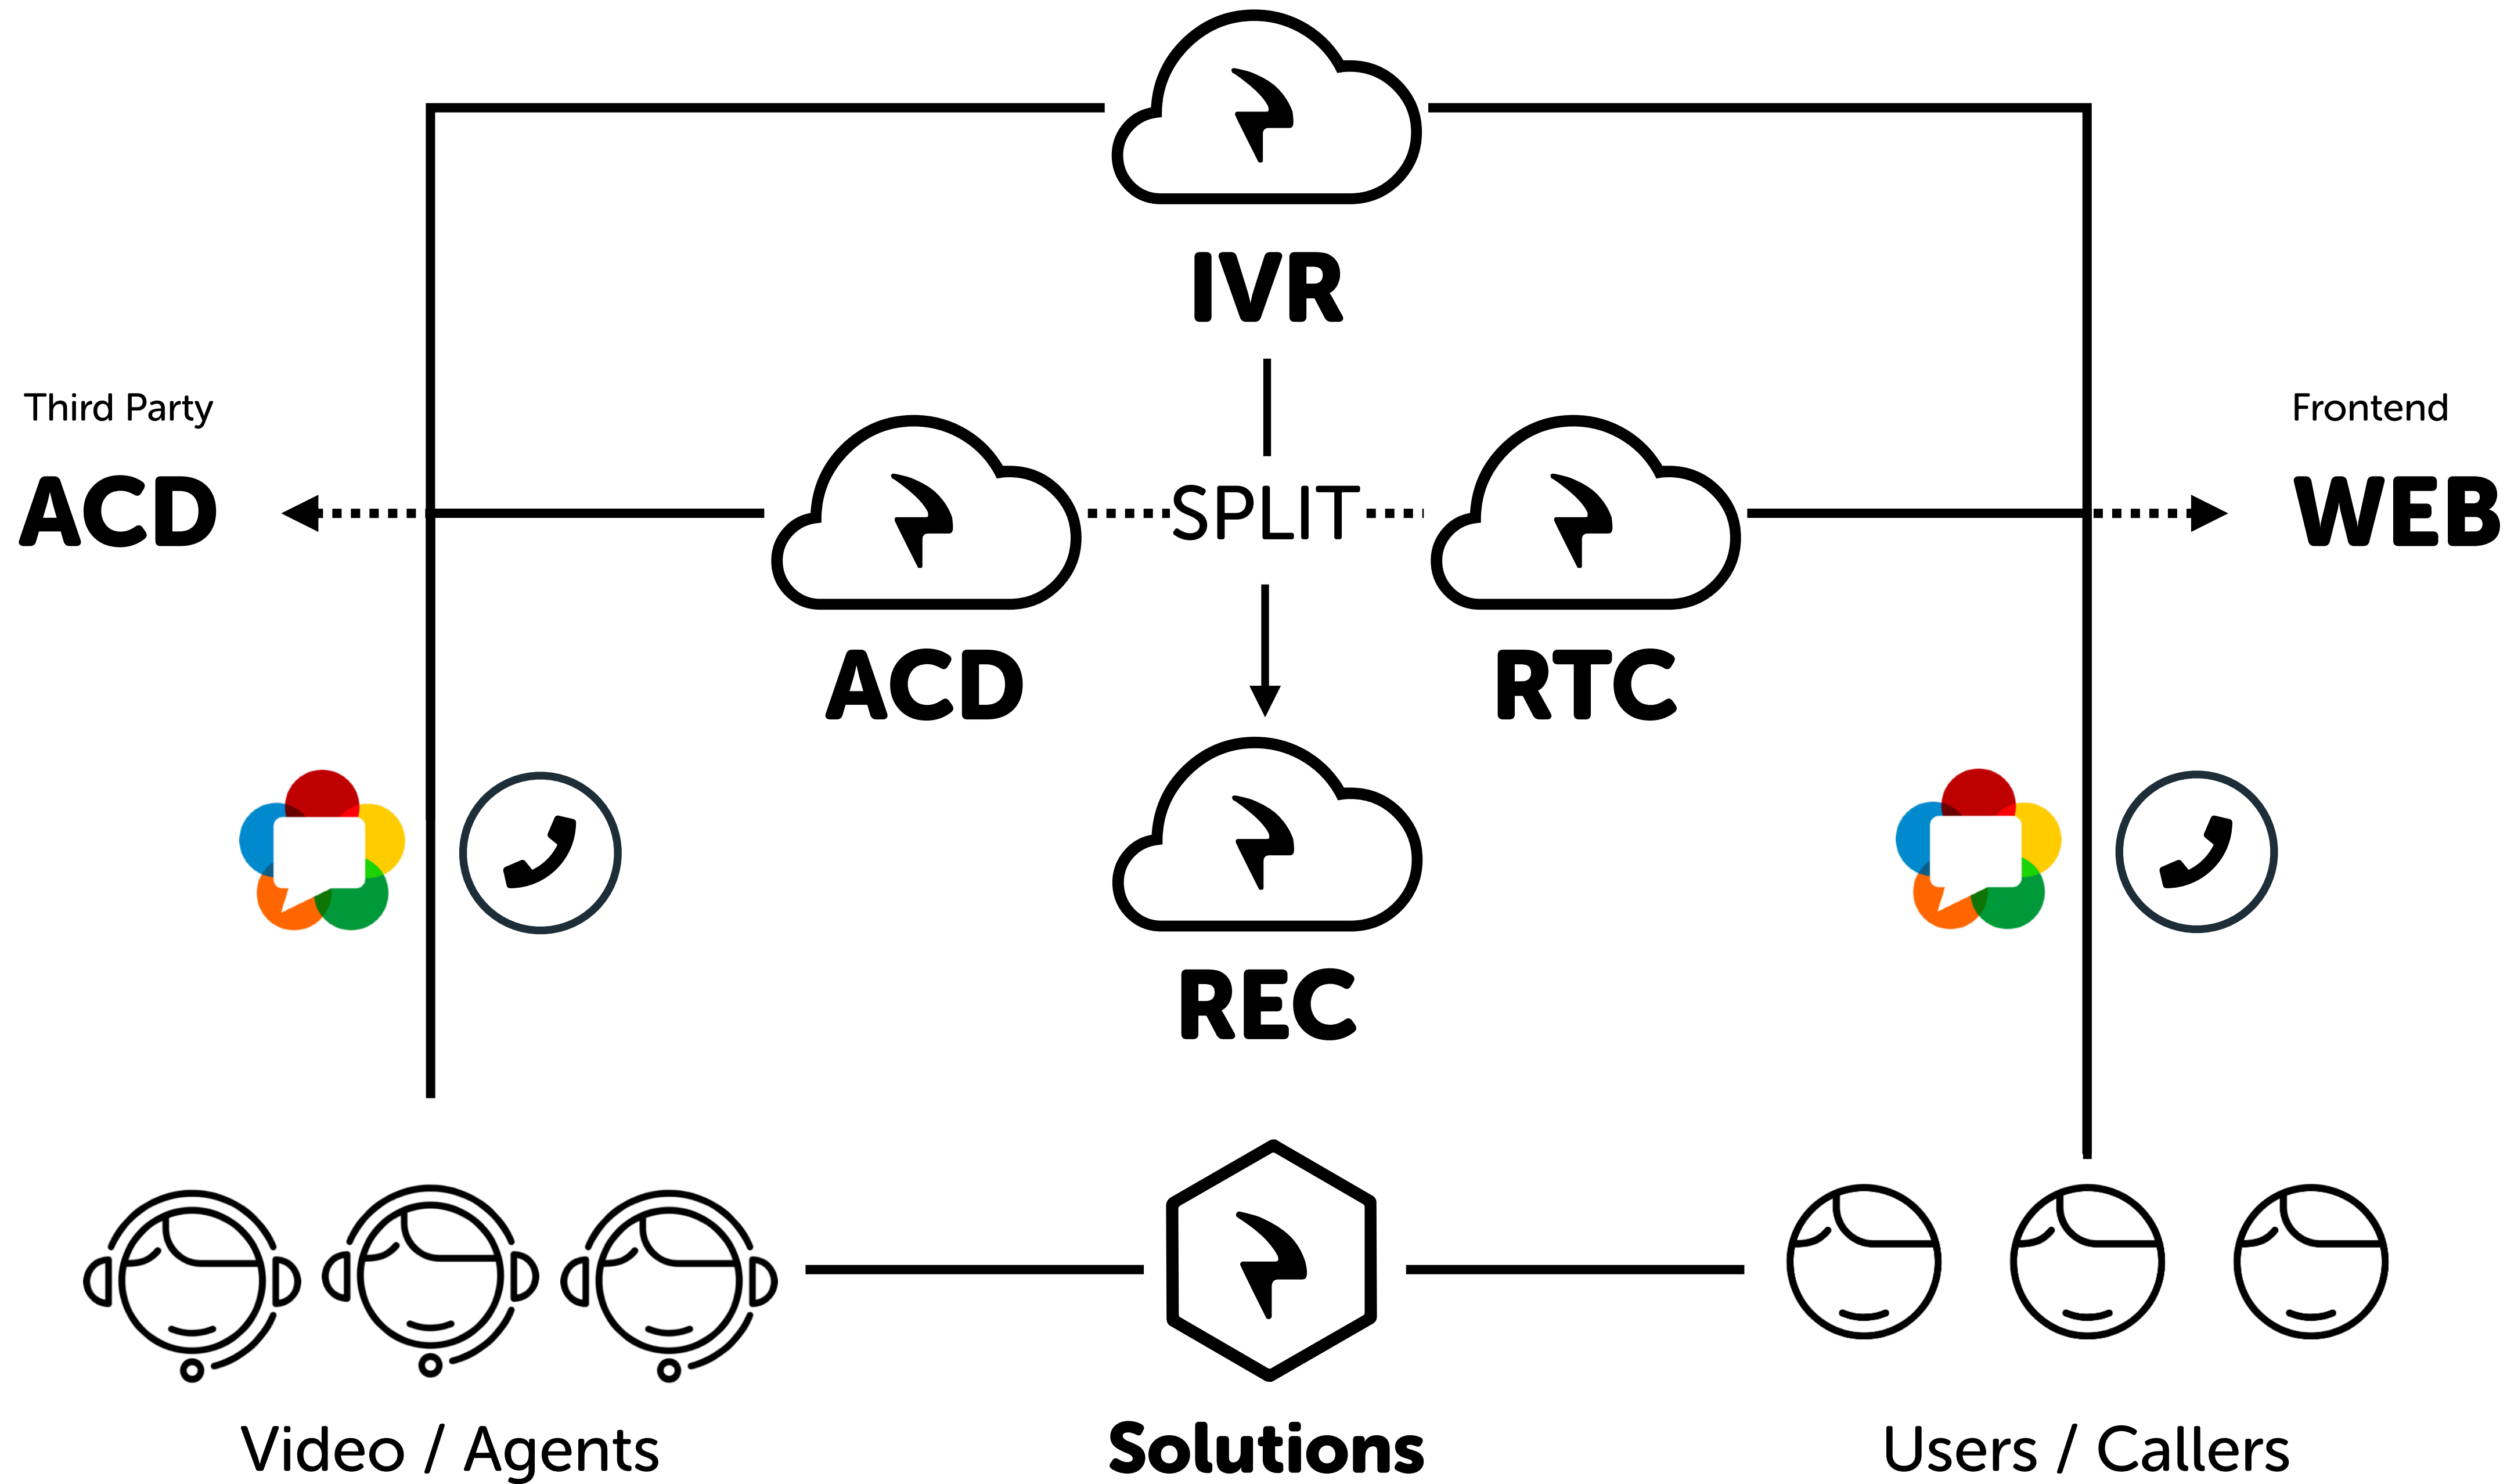 IVR
Third Party
Frontend
ACD
SPLIT
WEB
ACD
RTC
REC
Video / Agents
Solutions
Users / Callers